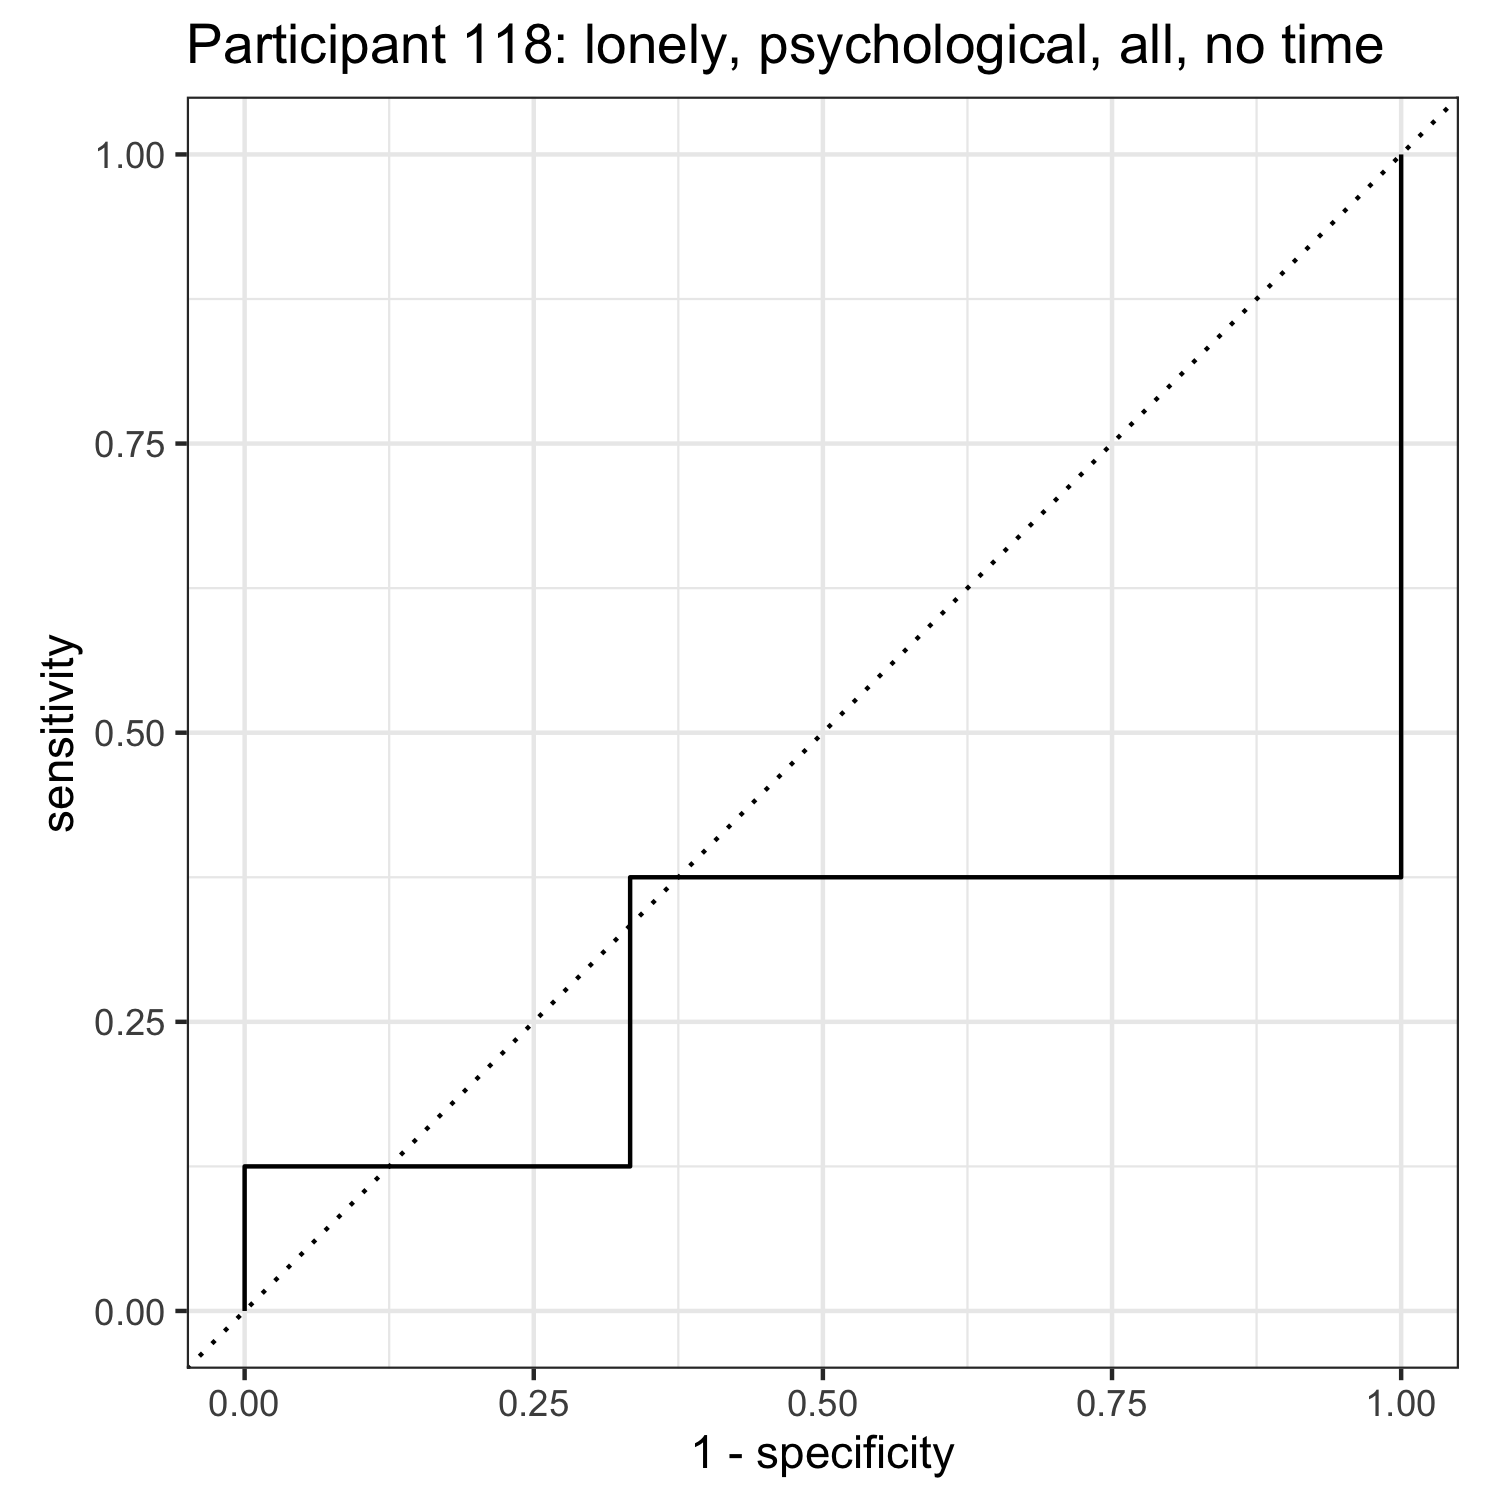 Participant 118: lonely, psychological, all, no time
1.00
0.75
0.50
0.25
0.00
sensitivity
0.00 0.25 0.50 0.75 1.00
1 - specificity